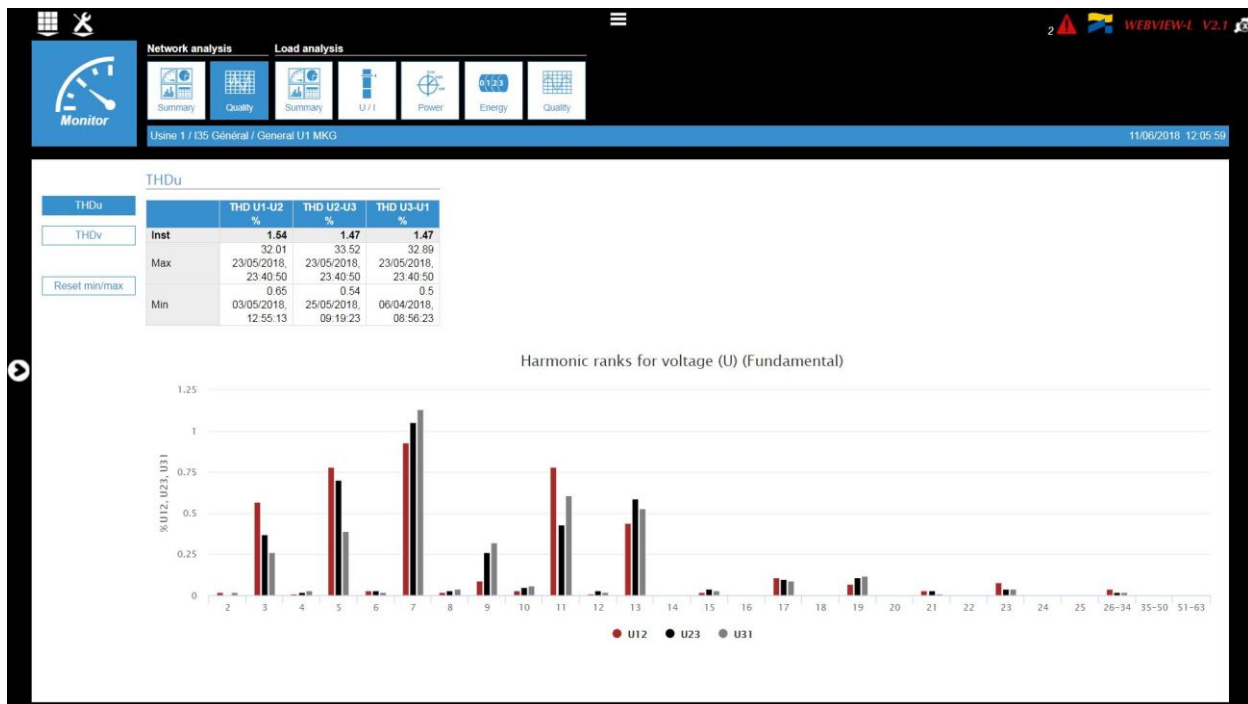 2 WEBVIEW-L V2.1
Network analysis Load analysis
Summary Quality Summary U / I Power Energy Quality
0123
Monitor
Usine 1 / I35 Général / General U1 MKG 11/06/2018 12:05:59
THDu
THDu
THDv
Reset min/max
THD U1-U2 % THD U2-U3 % THD U3-U1 %
Inst 1.54 1.47 1.47
Max 32.01 23/05/2018, 23:40:50 33.52 23/05/2018, 23:40:50 32.89 23/05/2018, 23:40:50
Min 0.65 03/05/2018, 12:55:13 0.54 25/05/2018, 09:19:23 0.5 06/04/2018, 08:56:23
Harmonic ranks for voltage (U) (Fundamental)
% U12, U23, U31
1.25
1
0.75
0.5
0.25
0
2 3 4 5 6 7 8 9 10 11 12 13 14 15 16 17 18 19 20 21 22 23 24 25 26-34 35-50 51-63
U12 U23 U31